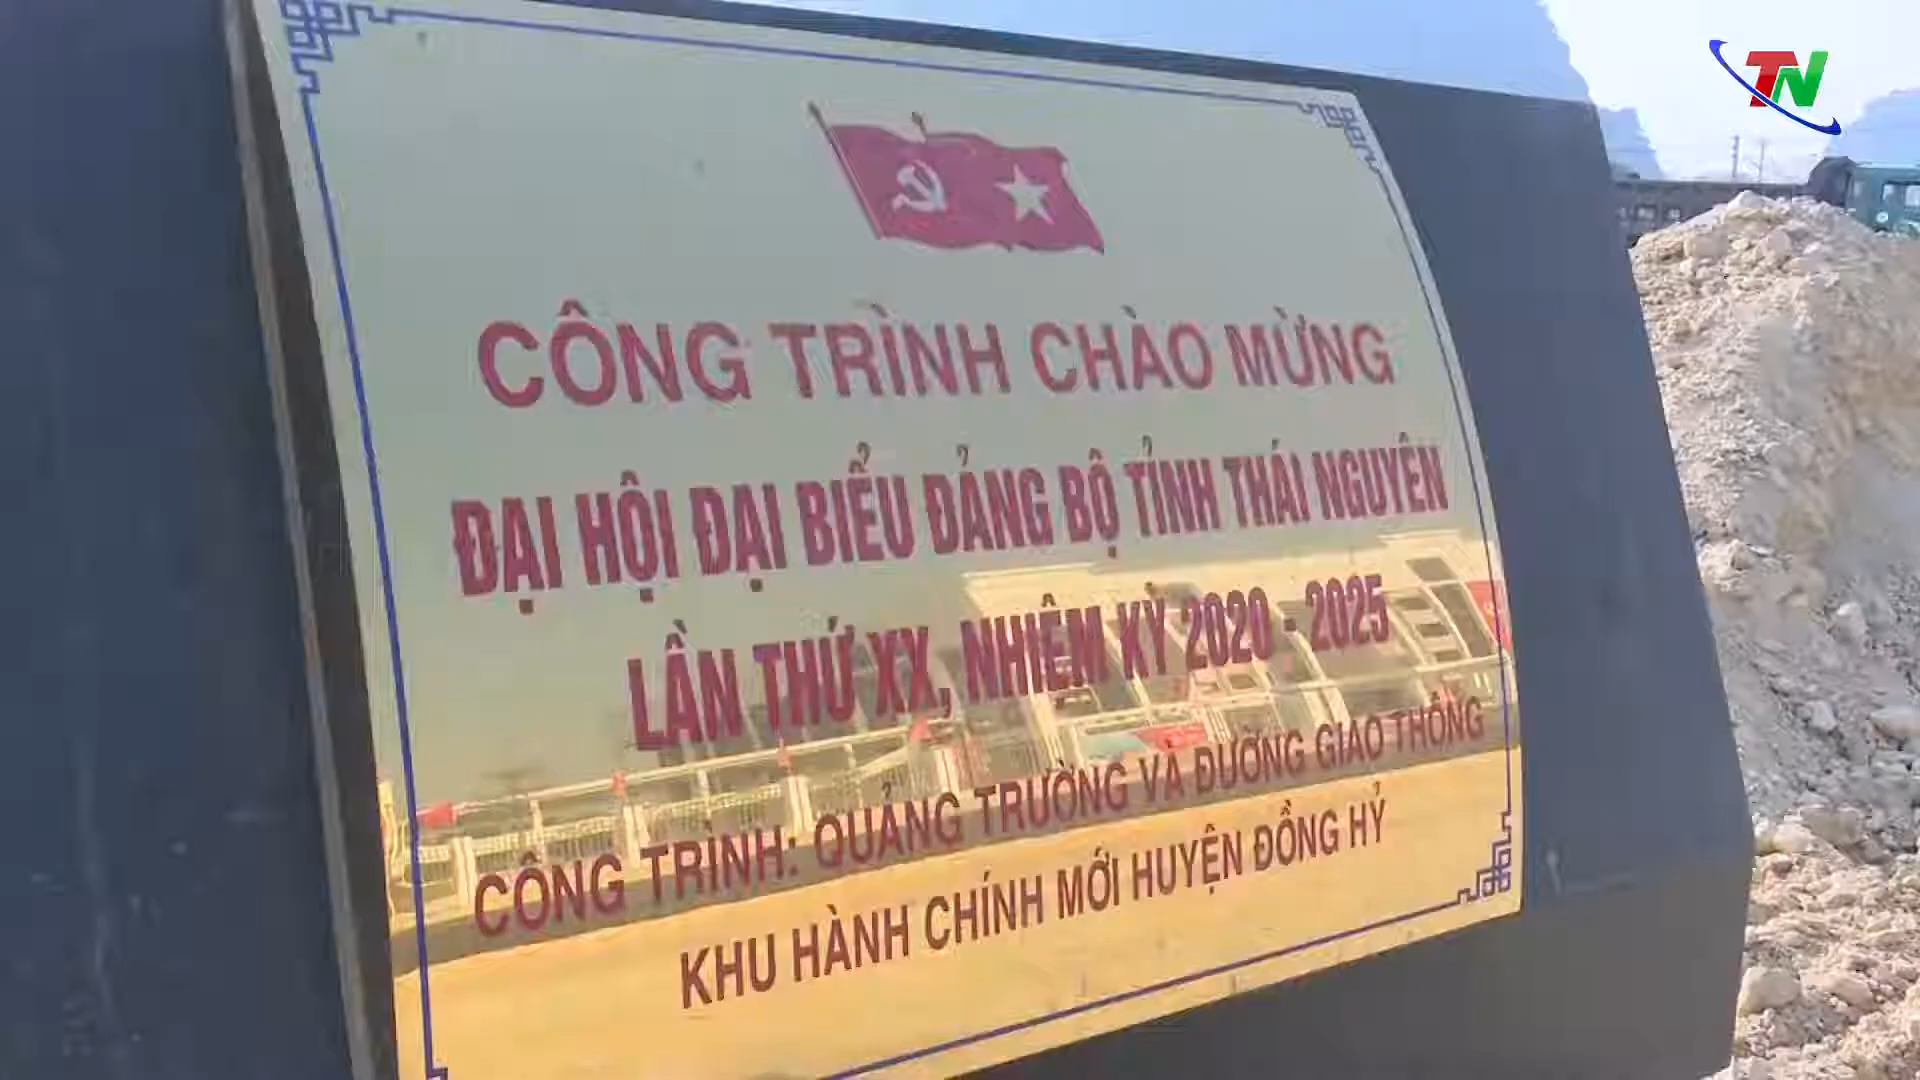 TN
CÔNG TRÌNH CHÀO MỪNG
ĐẠI HỘI ĐẠI BIỂU ĐẢNG BỘ TỈNH THÁI NGUYÊN
LẦN THỨ XX, NHIỆM KỲ 2020 - 2025
CÔNG TRÌNH: QUẢNG TRƯỜNG VÀ ĐƯỜNG GIAO THÔNG
KHU HÀNH CHÍNH MỚI HUYỆN ĐỒNG HỶ